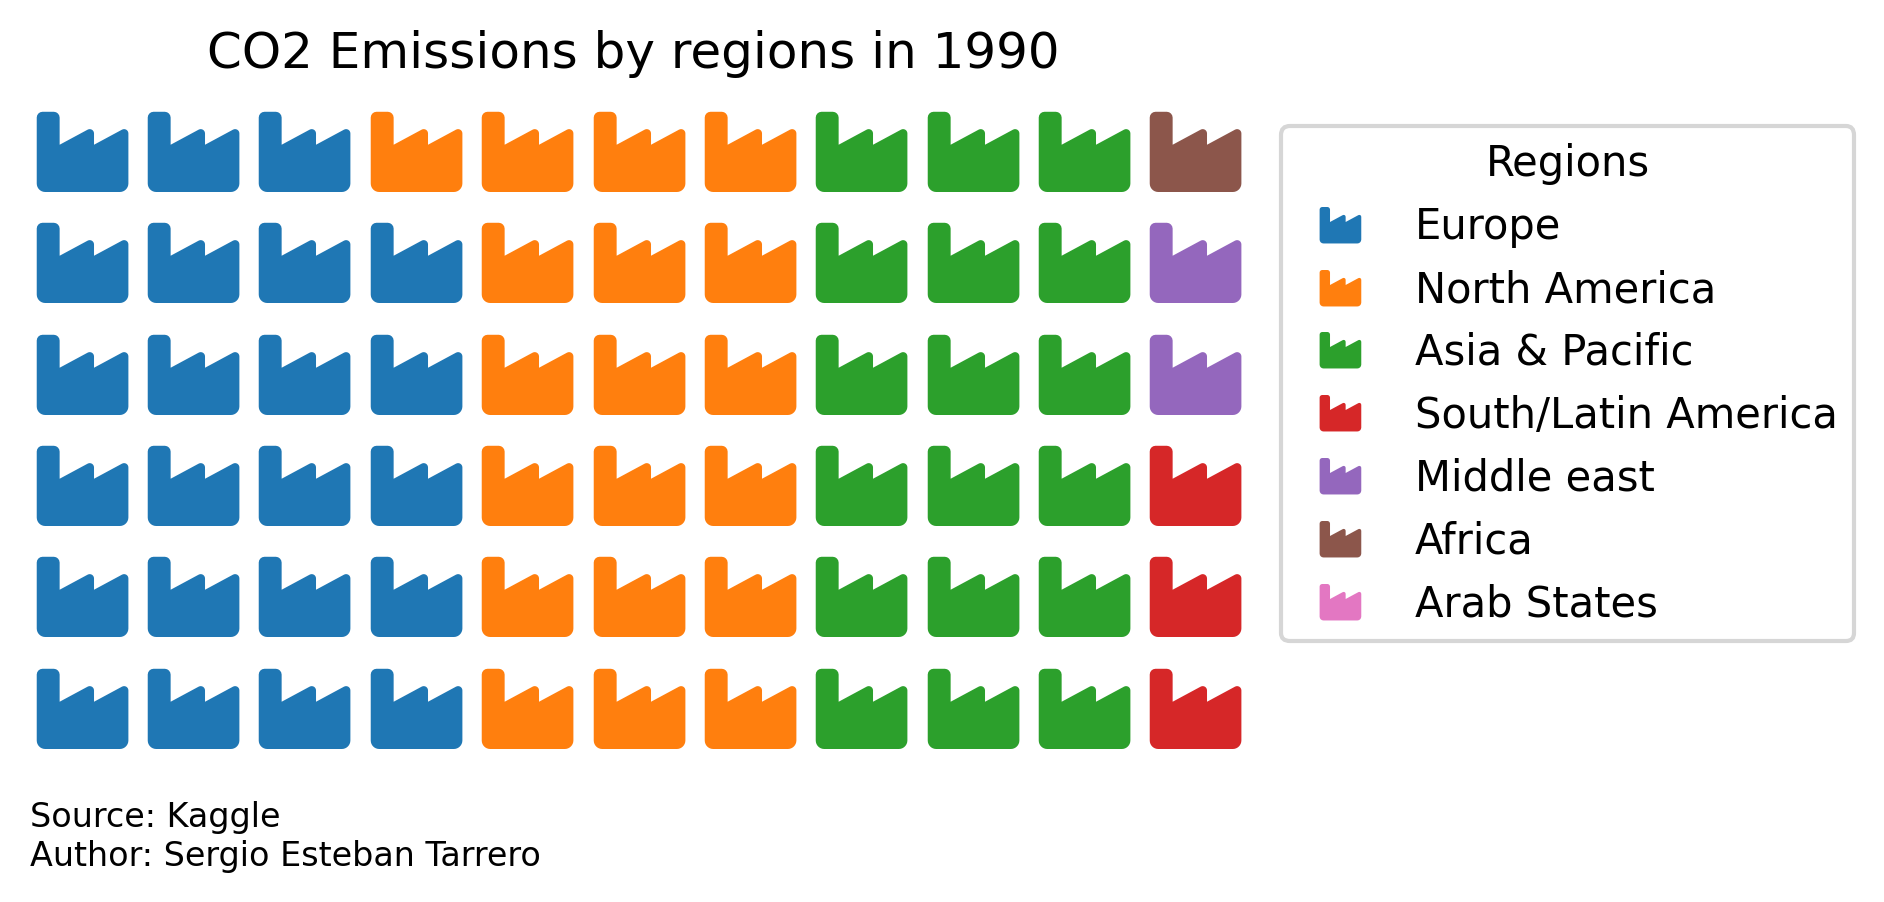 CO2 Emissions by regions in 1990
Regions
Europe
North America
Asia & Pacific
South/Latin America
Middle east
Africa
Arab States
Source: Kaggle
Author: Sergio Esteban Tarrero